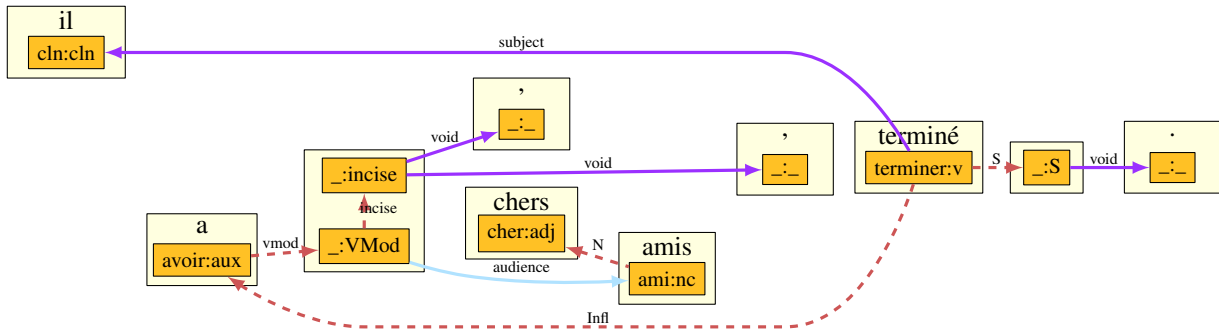 il
cln:cln
subject
,
_:_
void
,
_:_
void
terminé
terminer:v
S
_:S
void
.
_:_
_:incise
incise
_:VMod
chers
cher:adj
N
a
avoir:aux
vmod
audience
amis
ami:nc
Infl